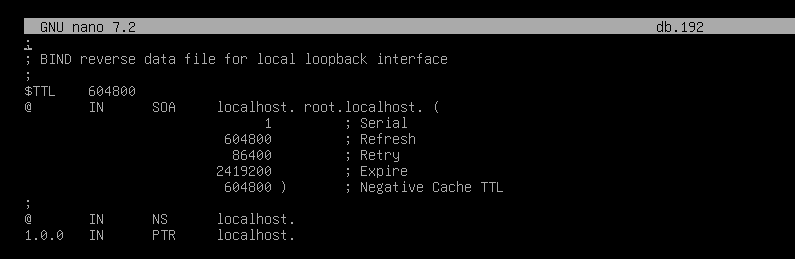 GNU nano 7.2 db.192
;
; BIND reverse data file for local loopback interface
;
$TTL 604800
@ IN SOA localhost. root.localhost. (
1 ; Serial
604800 ; Refresh
86400 ; Retry
2419200 ; Expire
604800 ) ; Negative Cache TTL
;
@ IN NS localhost.
1.0.0 IN PTR localhost.